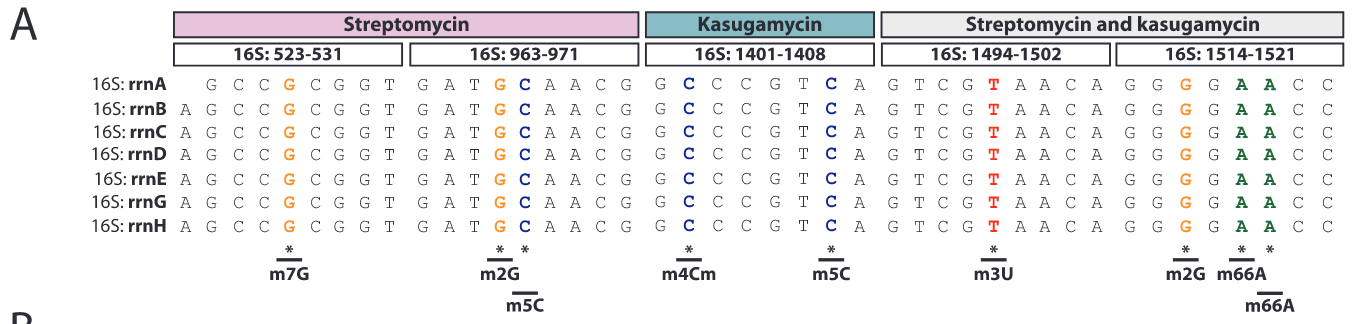 A
Streptomycin Kasugamycin Streptomycin and kasugamycin
16S: 523-531 16S: 963-971 16S: 1401-1408 16S: 1494-1502 16S: 1514-1521
16S: rrnA G C C G C G G T G A T G C A A C G G C C C G T C A G T C G T A A C A G G G G A A C C
16S: rrnB A G C C G C G G T G A T G C A A C G G C C C G T C A G T C G T A A C A G G G G A A C C
16S: rrnC A G C C G C G G T G A T G C A A C G G C C C G T C A G T C G T A A C A G G G G A A C C
16S: rrnD A G C C G C G G T G A T G C A A C G G C C C G T C A G T C G T A A C A G G G G A A C C
16S: rrnE A G C C G C G G T G A T G C A A C G G C C C G T C A G T C G T A A C A G G G G A A C C
16S: rrnG A G C C G C G G T G A T G C A A C G G C C C G T C A G T C G T A A C A G G G G A A C C
16S: rrnH A G C C G C G G T G A T G C A A C G G C C C G T C A G T C G T A A C A G G G G A A C C
* * * * * * * * *
m7G m2G m4Cm m5C m3U m2G m66A
m5C m66A